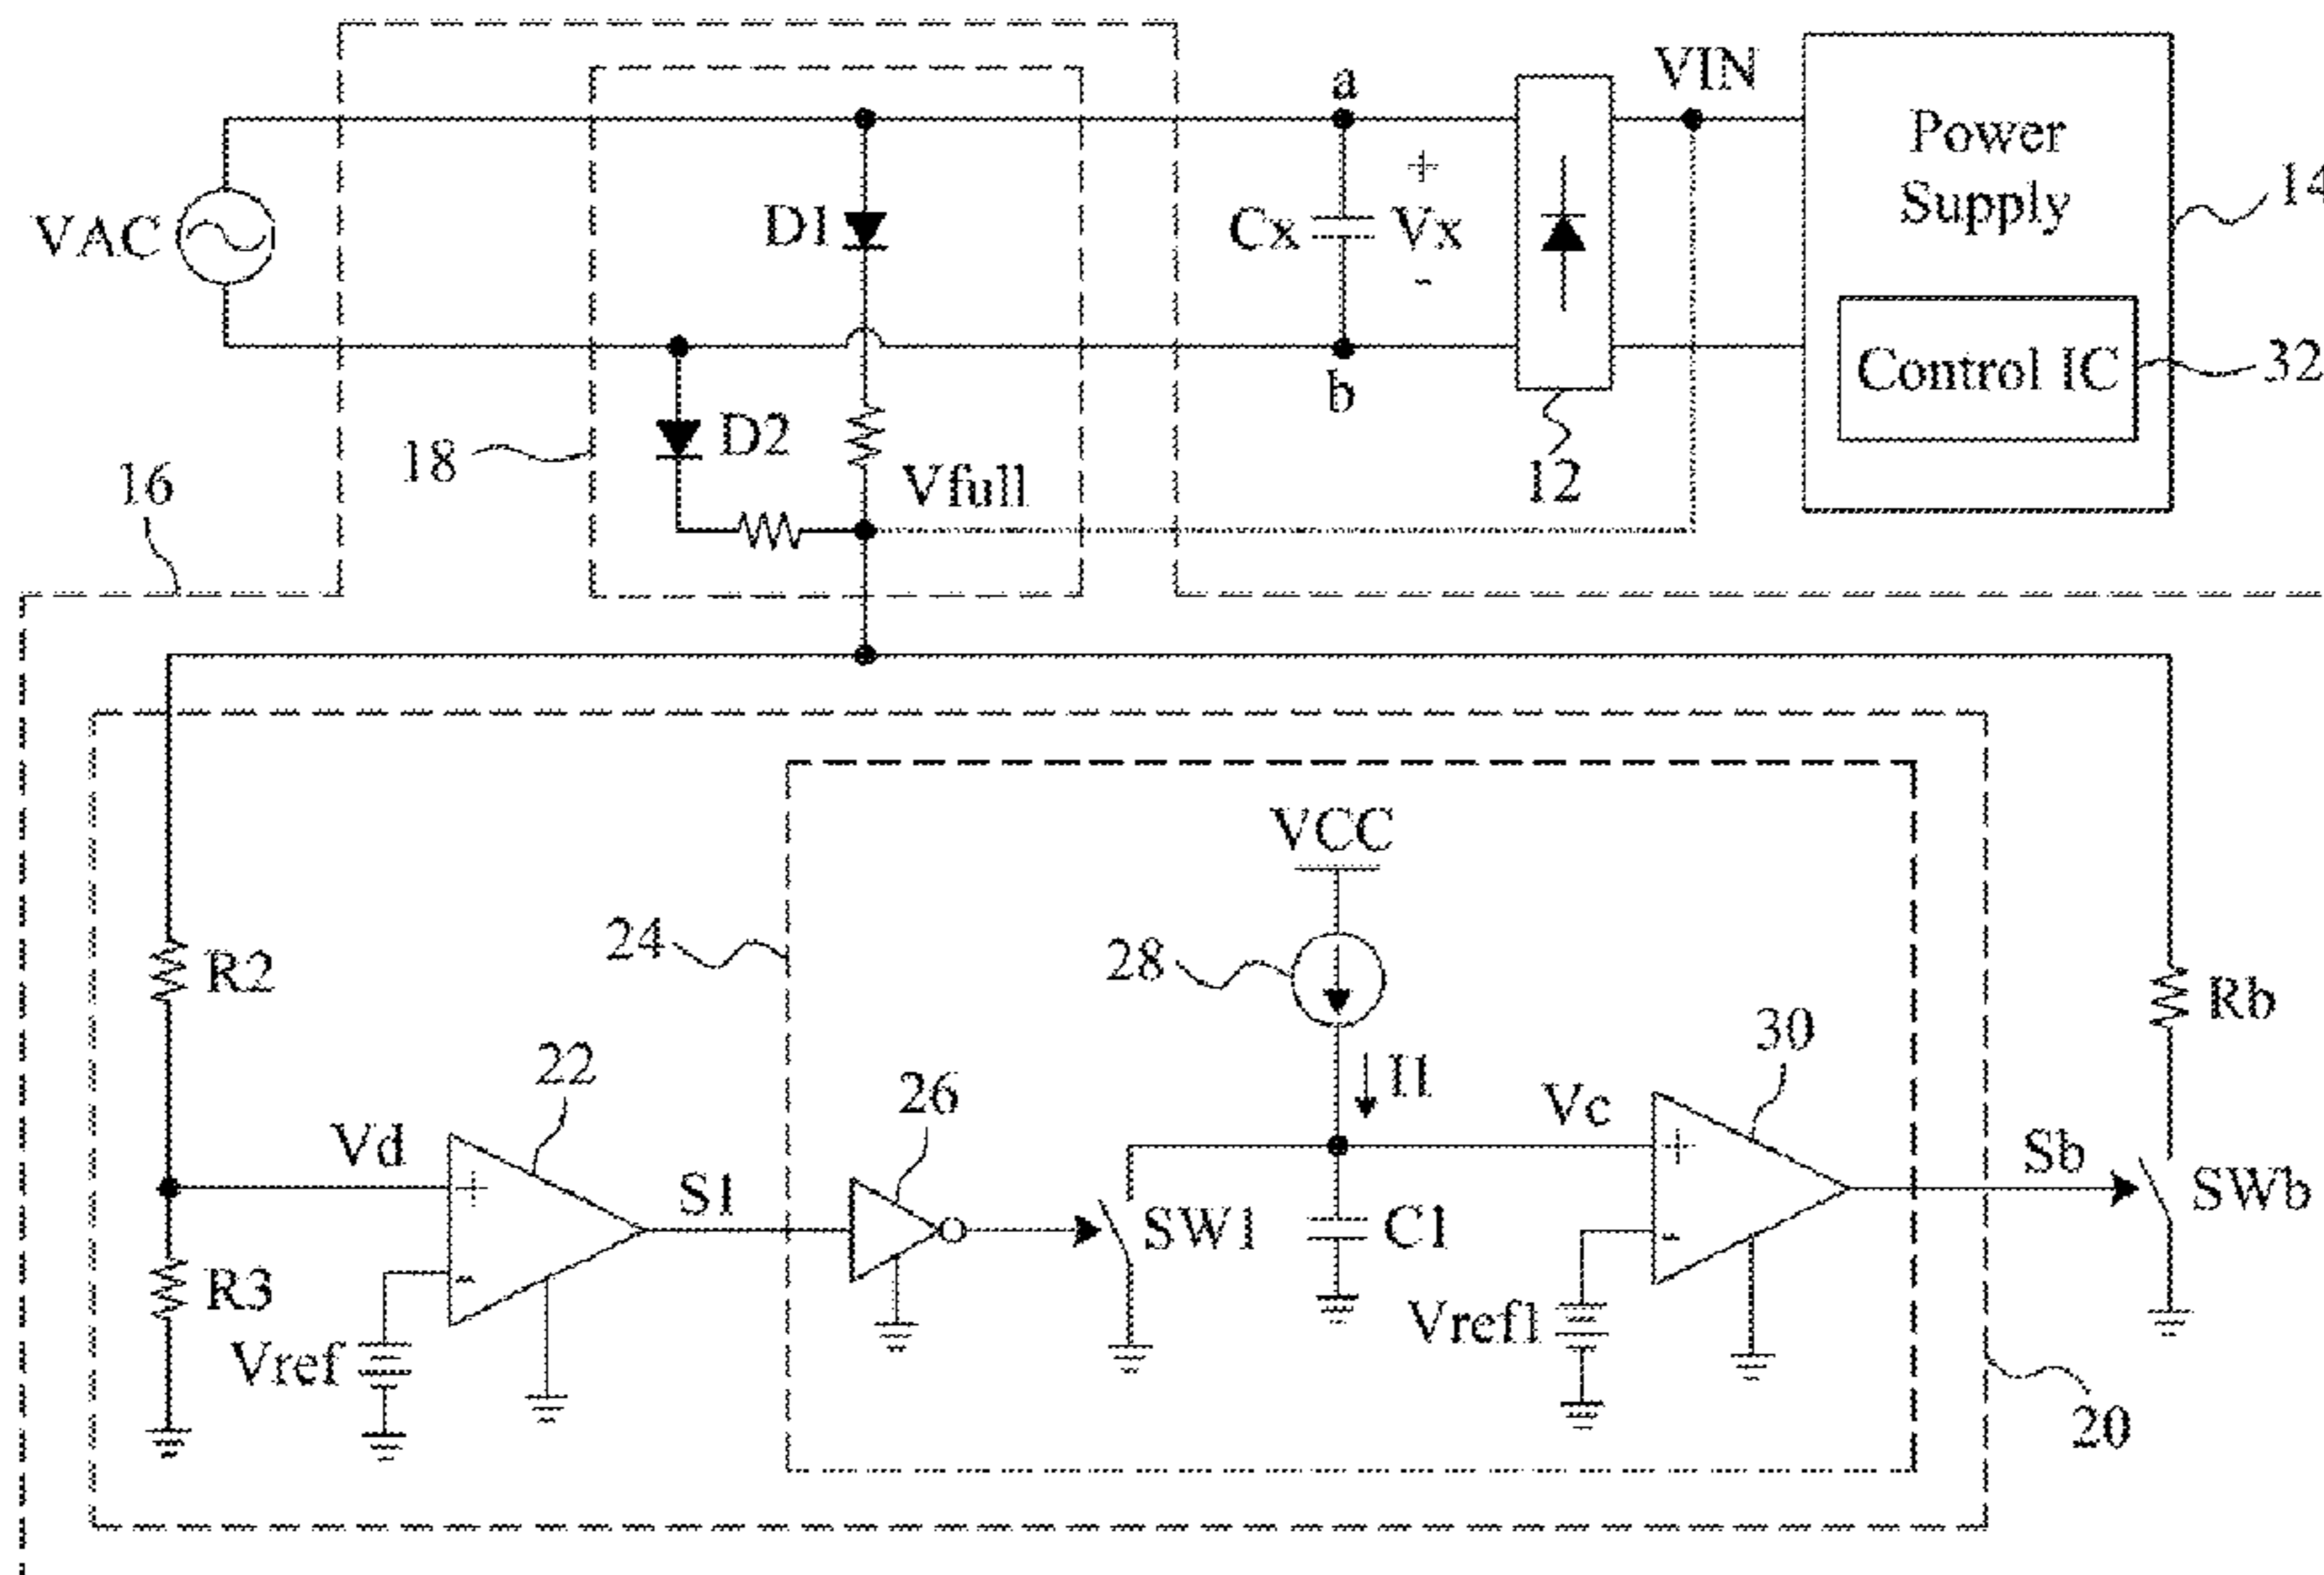 VAC
16
18
D1
D2
Vfull
a
Cx
+
Vx
-
b
12
VIN
Power
Supply
Control IC
14
32
R2
R3
Vd
22
+
-
Vref
S1
24
26
SW1
VCC
28
I1
C1
Vc
30
+
-
Vref1
Sb
Rb
SWb
20